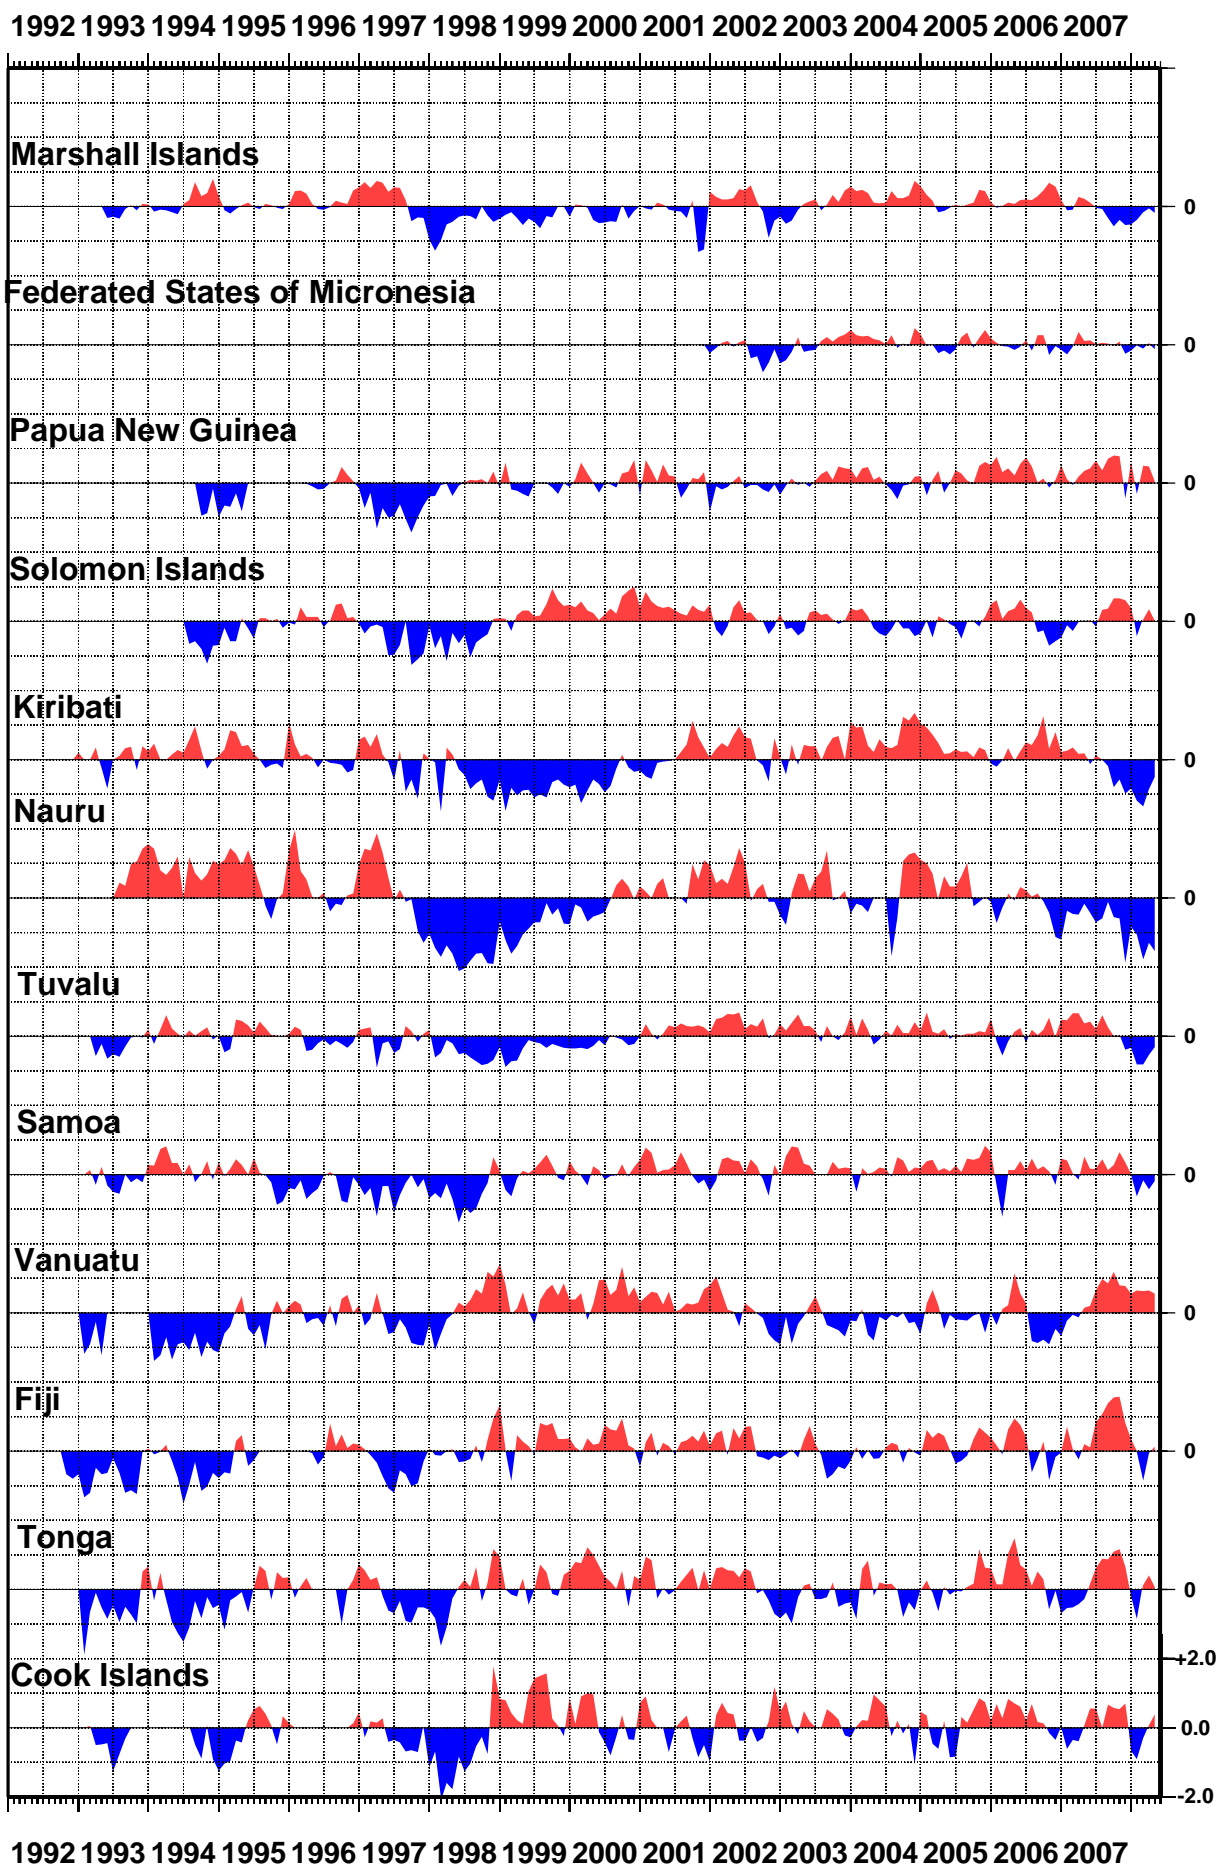 1992 1993 1994 1995 1996 1997 1998 1999 2000 2001 2002 2003 2004 2005 2006 2007
Marshall Islands
0
Federated States of Micronesia
0
Papua New Guinea
0
Solomon Islands
0
Kiribati
0
Nauru
0
Tuvalu
0
Samoa
0
Vanuatu
0
Fiji
0
Tonga
0
+2.0
Cook Islands
0.0
-2.0
1992 1993 1994 1995 1996 1997 1998 1999 2000 2001 2002 2003 2004 2005 2006 2007